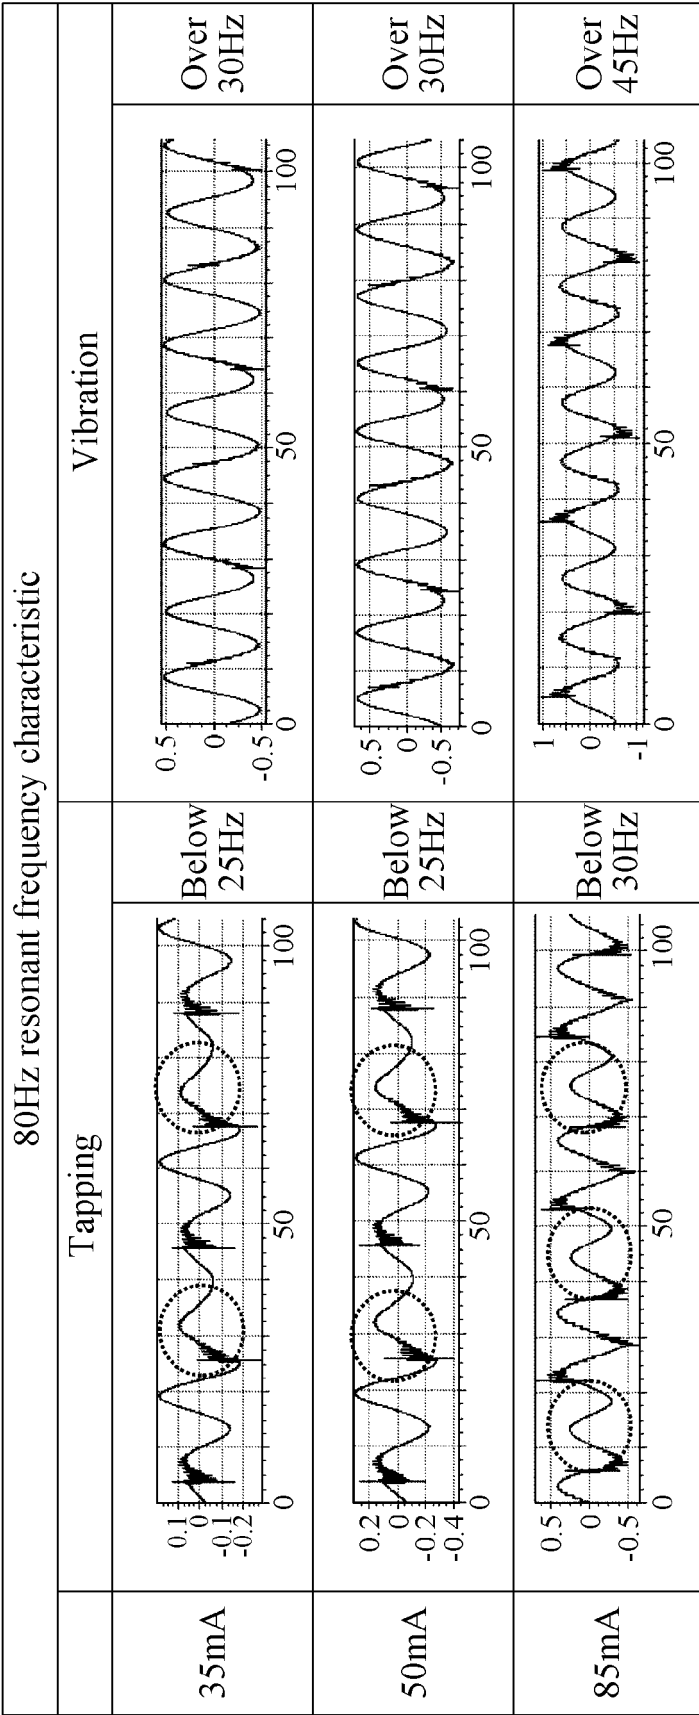 80Hz resonant frequency characteristic
Tapping
Vibration
35mA
0.1
0
-0.1
-0.2
0 50 100
Below
25Hz
0.5
0
-0.5
0 50 100
Over
30Hz
50mA
0.2
0
-0.2
-0.4
0 50 100
Below
25Hz
0.5
0
-0.5
0 50 100
Over
30Hz
85mA
0.5
0
-0.5
0 50 100
Below
30Hz
1
0
-1
0 50 100
Over
45Hz